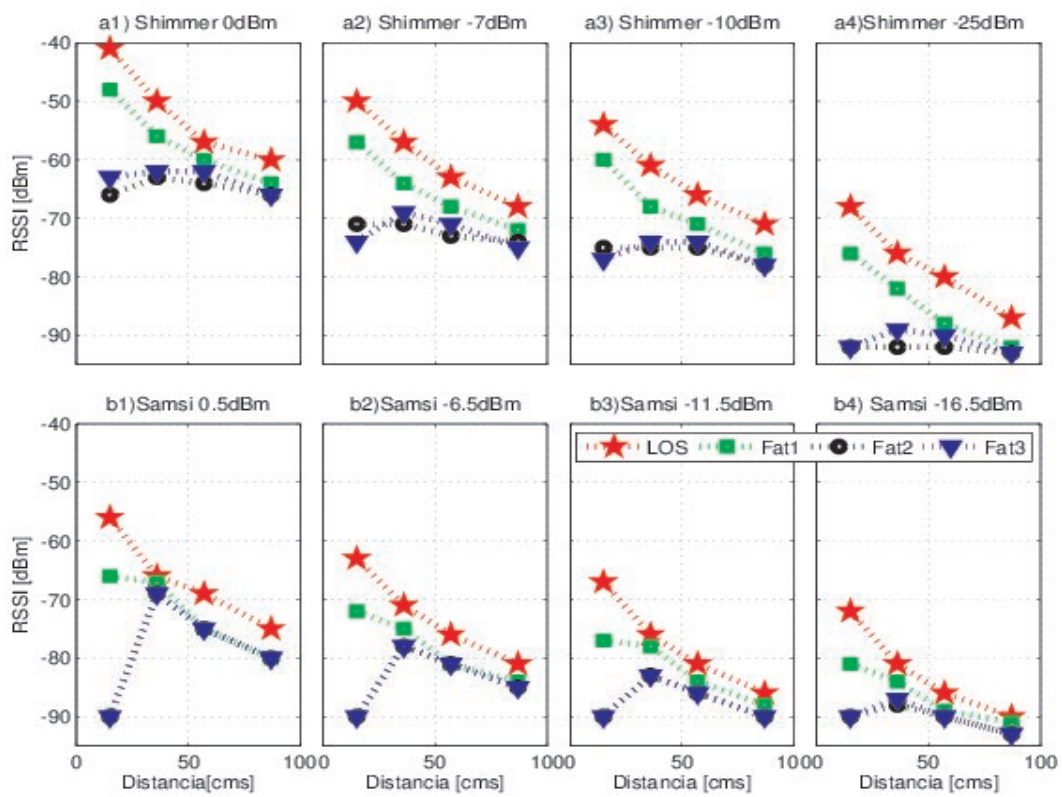 a1) Shimmer 0dBm
a2) Shimmer -7dBm
a3) Shimmer -10dBm
a4)Shimmer -25dBm
-40
-50
-60
-70
-80
-90
RSSI [dBm]
b1)Samsi 0.5dBm
b2)Samsi -6.5dBm
b3)Samsi -11.5dBm
b4) Samsi -16.5dBm
LOS Fat1 Fat2 Fat3
-40
-50
-60
-70
-80
-90
RSSI [dBm]
0 50 100 50 100 50 100 50 100
Distancia[cms] Distancia [cms] Distancia [cms] Distancia [cms]